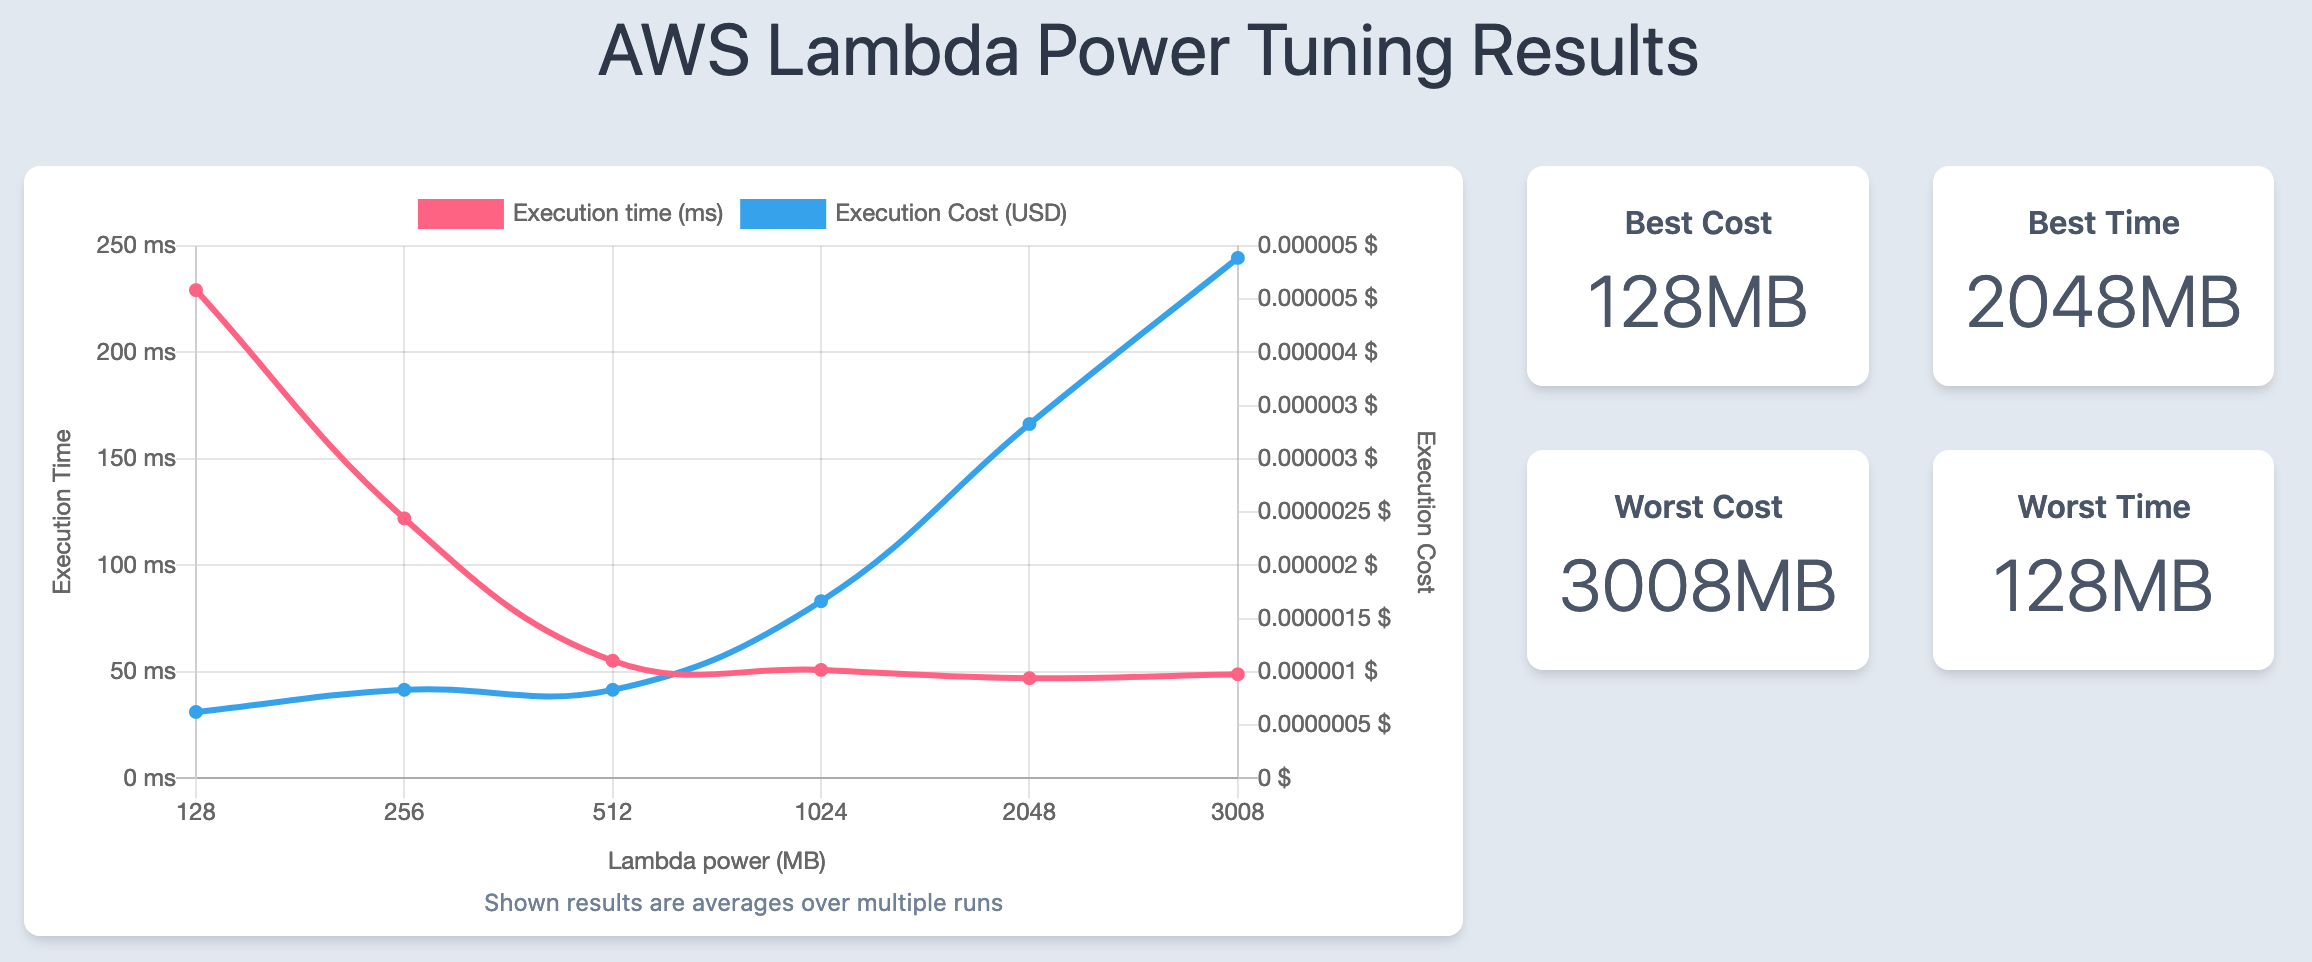 AWS Lambda Power Tuning Results
Execution time (ms)
Execution Cost (USD)
250 ms
200 ms
150 ms
100 ms
50 ms
0 ms
Execution Time
0.000005 $
0.000005 $
0.000004 $
0.000003 $
0.000003 $
0.0000025 $
0.000002 $
0.0000015 $
0.000001 $
0.0000005 $
0 $
Execution Cost
128
256
512
1024
2048
3008
Lambda power (MB)
Shown results are averages over multiple runs
Best Cost
128MB
Best Time
2048MB
Worst Cost
3008MB
Worst Time
128MB